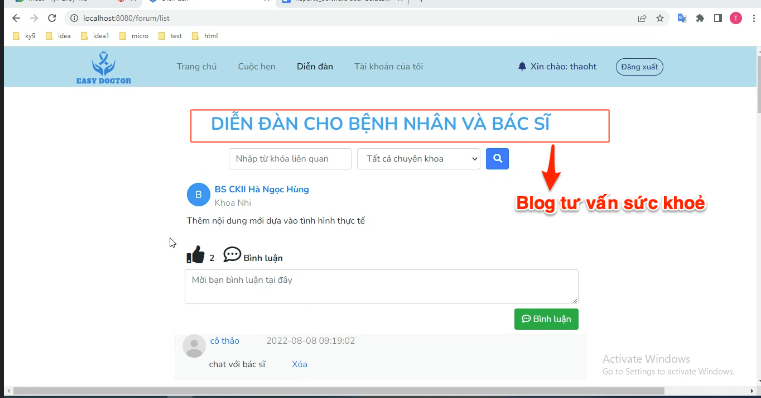 localhost:8080/forum/list
ky9 idea idea1 micro test html
EASY DOCTOR
Trang chủ Cuộc hẹn Diễn đàn Tài khoản của tôi Xin chào: thaoht Đăng xuất
DIỄN ĐÀN CHO BỆNH NHÂN VÀ BÁC SĨ
Nhập từ khóa liên quan Tất cả chuyên khoa
Blog tư vấn sức khoẻ
B BS CKII Hà Ngọc Hùng
Khoa Nhi
Thêm nội dung mới dựa vào tình hình thực tế
2 Bình luận
Mời bạn bình luận tại đây
Bình luận
cô thảo 2022-08-08 09:19:02
chat với bác sĩ Xóa
Activate Windows
Go to Settings to activate Windows.